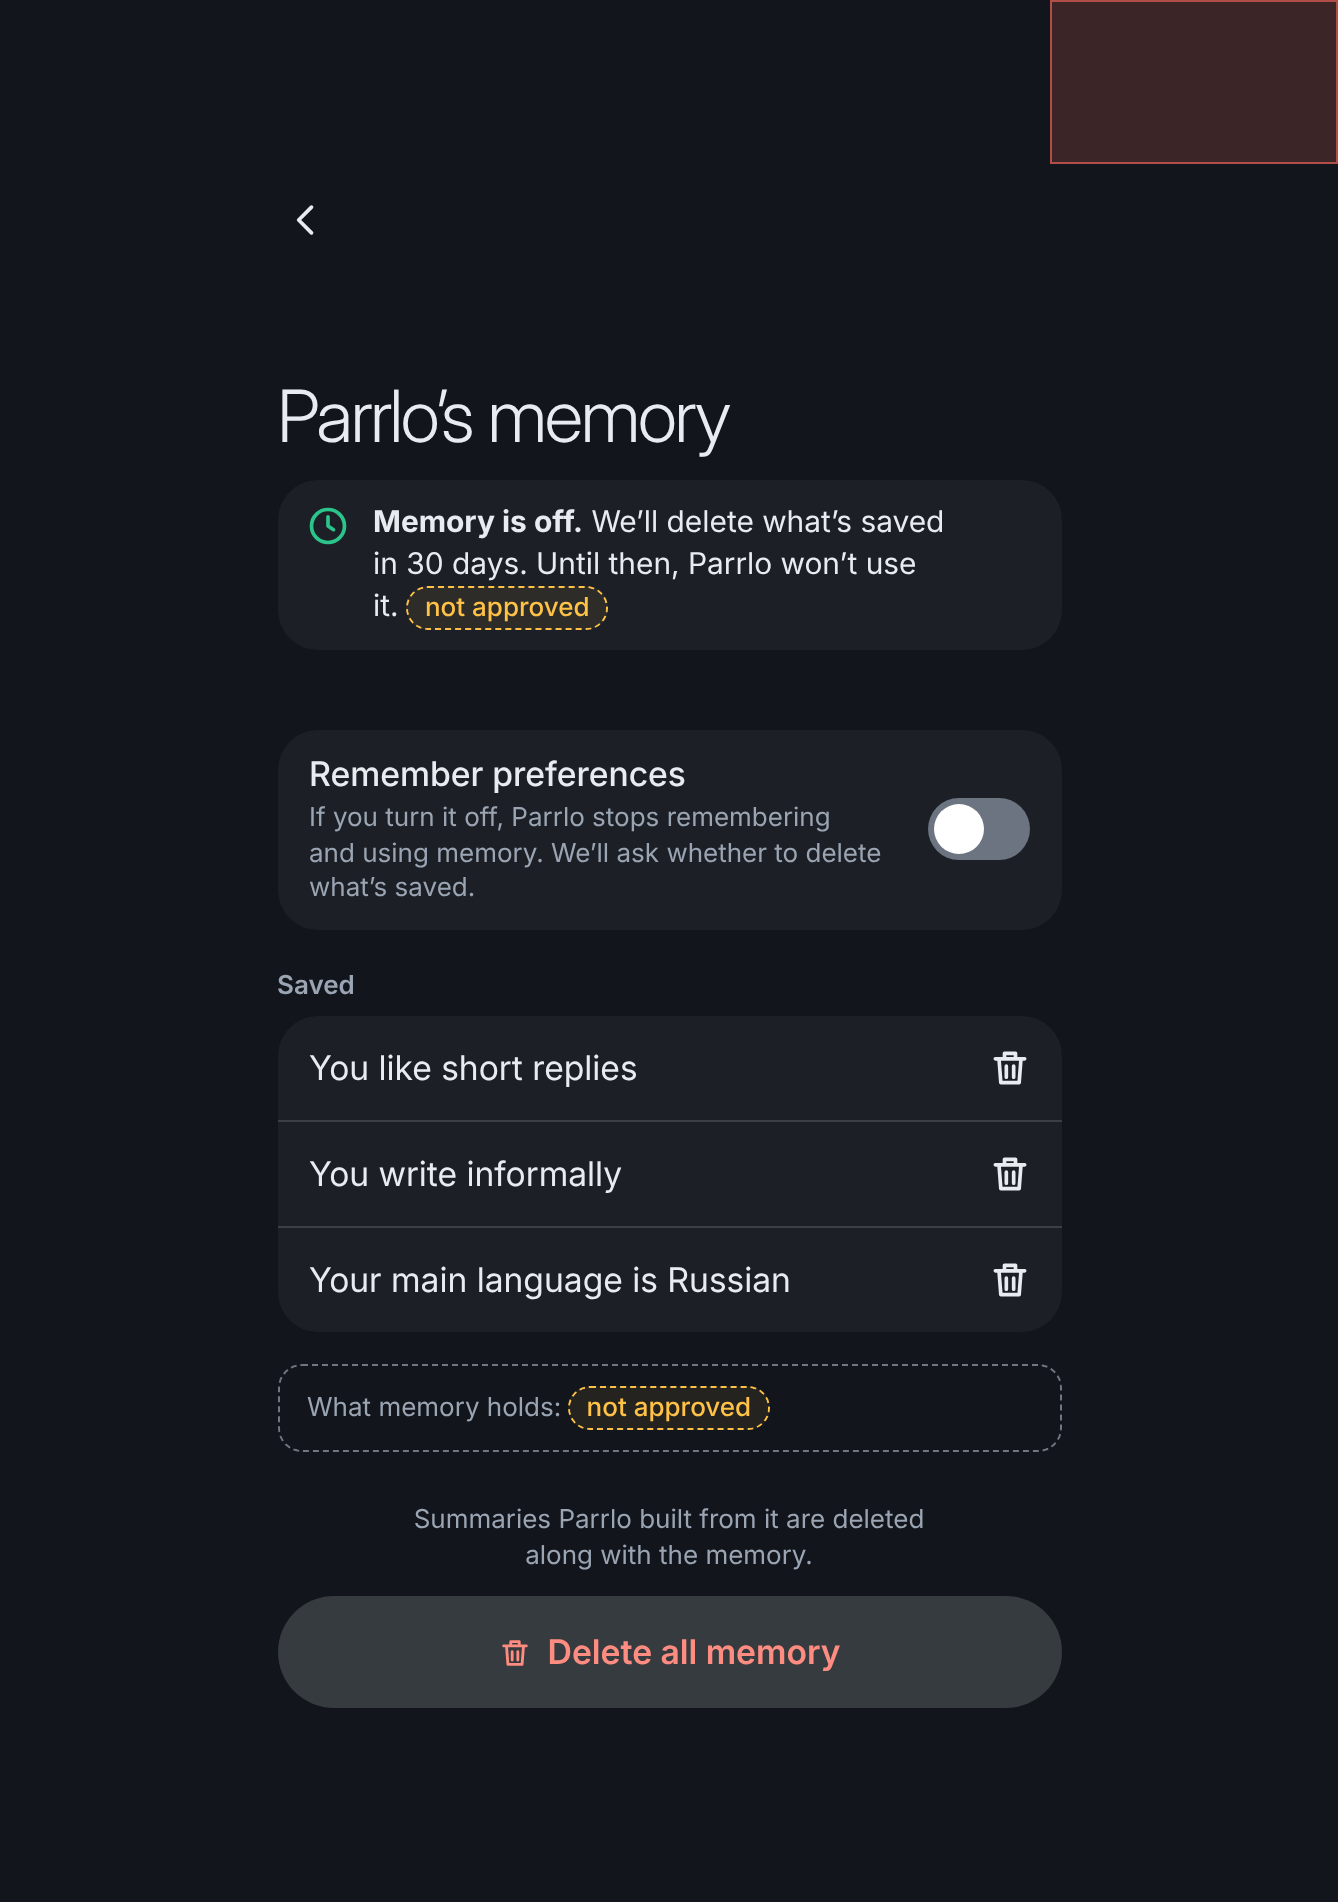 Parrlo’s memory
Memory is off. We’ll delete what’s saved
in 30 days. Until then, Parrlo won’t use
it. not approved
Remember preferences
If you turn it off, Parrlo stops remembering
and using memory. We’ll ask whether to delete
what’s saved.
Saved
You like short replies
You write informally
Your main language is Russian
What memory holds: not approved
Summaries Parrlo built from it are deleted
along with the memory.
Delete all memory